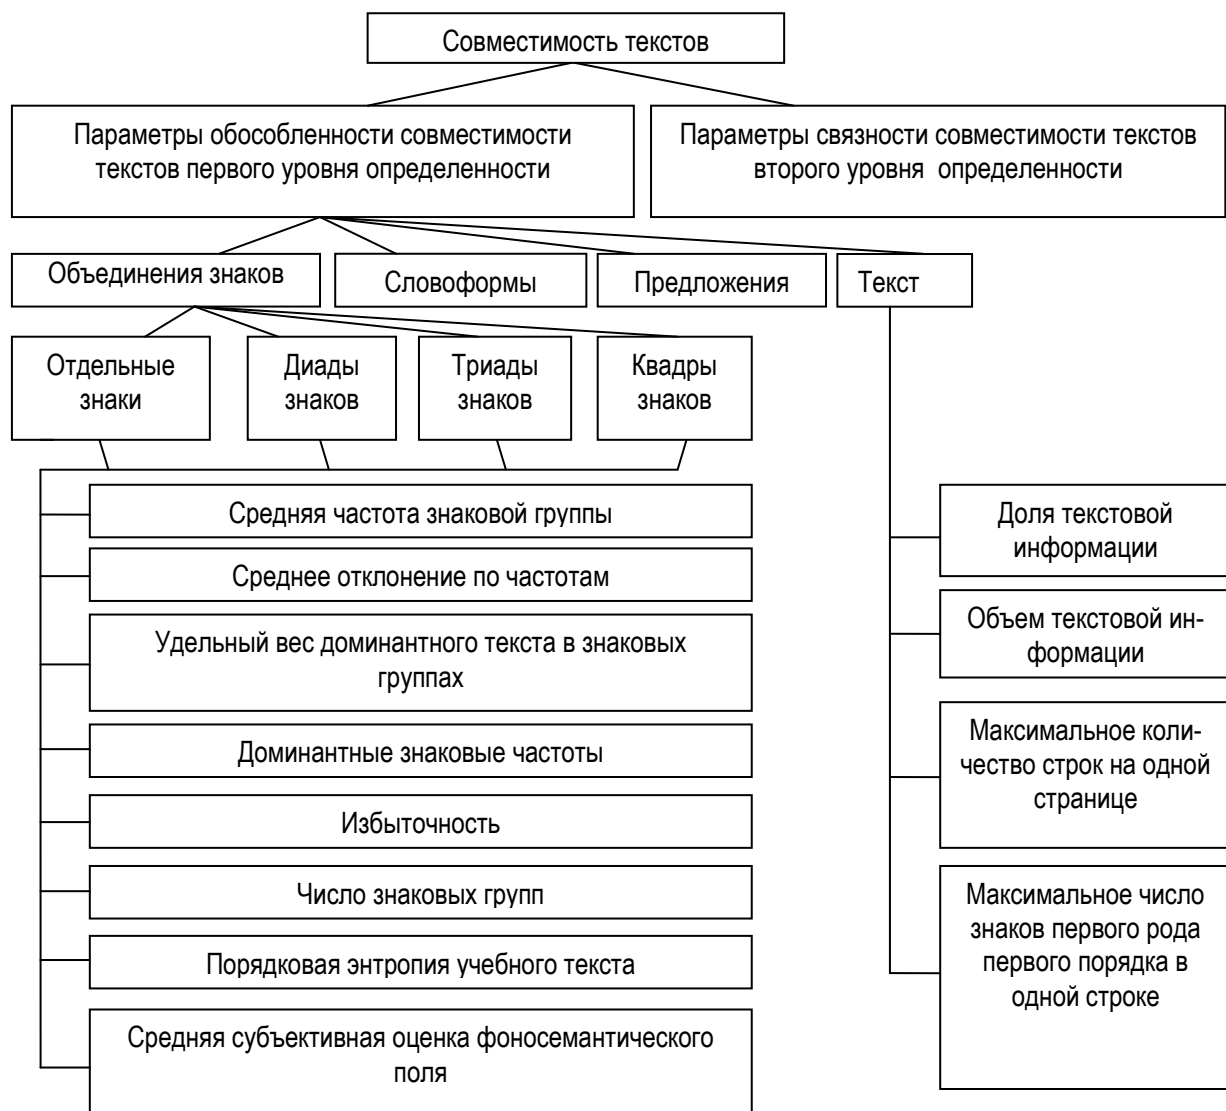 Совместимость текстов
Параметры обособленности совместимости
текстов первого уровня определенности
Параметры связности совместимости текстов
второго уровня определенности
Объединения знаков
Словоформы
Предложения
Текст
Отдельные
знаки
Диады
знаков
Триады
знаков
Квадры
знаков
Средняя частота знаковой группы
Среднее отклонение по частотам
Удельный вес доминантного текста в знаковых
группах
Доминантные знаковые частоты
Избыточность
Число знаковых групп
Порядковая энтропия учебного текста
Средняя субъективная оценка фоносемантического
поля
Доля текстовой
информации
Объем текстовой ин-
формации
Максимальное коли-
чество строк на одной
странице
Максимальное число
знаков первого рода
первого порядка в
одной строке